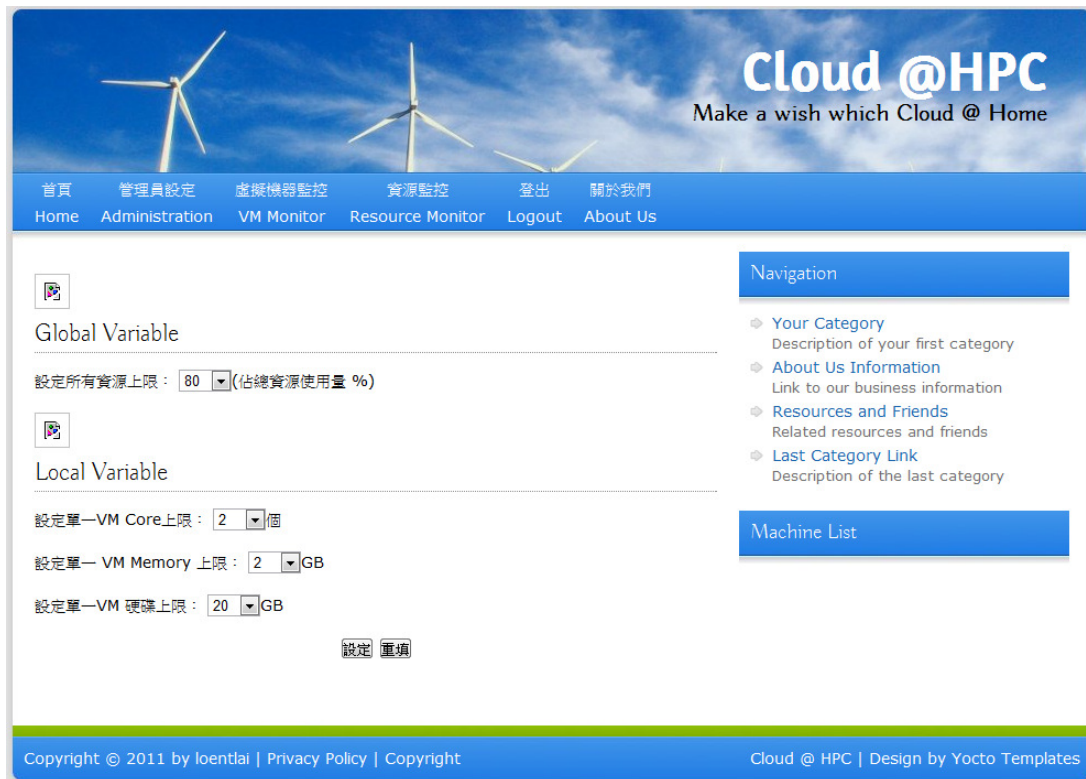 Cloud @HPC
Make a wish which Cloud @ Home
首頁 管理員設定 虛擬機器監控 資源監控 登出 關於我們
Home Administration VM Monitor Resource Monitor Logout About Us
Global Variable
設定所有資源上限： 80 (佔總資源使用量 %)
Local Variable
設定單一VM Core上限： 2 個
設定單一 VM Memory 上限： 2 GB
設定單一VM 硬碟上限： 20 GB
設定 重填
Navigation
Your Category
Description of your first category
About Us Information
Link to our business information
Resources and Friends
Related resources and friends
Last Category Link
Description of the last category
Machine List
Copyright © 2011 by loentlai | Privacy Policy | Copyright
Cloud @ HPC | Design by Yocto Templates